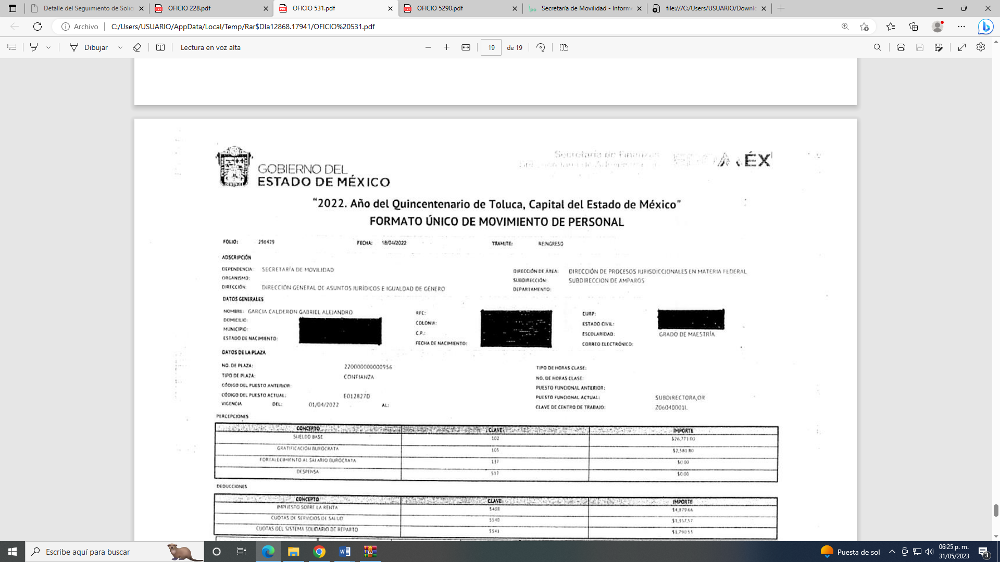 Detalle del Seguimiento de Solici
OFICIO 228.pdf
OFICIO 531.pdf
OFICIO 5290.pdf
Secretaría de Movilidad - Inform
file:///C:/Users/USUARIO/Downlo
Archivo
C:/Users/USUARIO/AppData/Local/Temp/Rar$DIa12868.17941/OFICIO%20531.pdf
Dibujar
Lectura en voz alta
19 de 19
GOBIERNO DEL
ESTADO DE MÉXICO
Secretaría de Finanzas
"2022. Año del Quincentenario de Toluca, Capital del Estado de México"
FORMATO ÚNICO DE MOVIMIENTO DE PERSONAL
FOLIO: 296479 FECHA: 18/04/2022 TRAMITE: REINGRESO
ADSCRIPCIÓN
DEPENDENCIA: SECRETARÍA DE MOVILIDAD DIRECCIÓN DE ÁREA: DIRECCIÓN DE PROCESOS JURISDICCIONALES EN MATERIA FEDERAL
ORGANISMO: SUBDIRECCIÓN: SUBDIRECCION DE AMPAROS
DIRECCIÓN: DIRECCIÓN GENERAL DE ASUNTOS JURÍDICOS E IGUALDAD DE GÉNERO DEPARTAMENTO:
DATOS GENERALES
NOMBRE: GARCIA CALDERON GABRIEL ALEJANDRO RFC: CURP:
DOMICILIO: COLONIA: ESTADO CIVIL:
MUNICIPIO: C.P.: ESCOLARIDAD: GRADO DE MAESTRÍA
ESTADO DE NACIMIENTO: FECHA DE NACIMIENTO: CORREO ELECTRÓNICO:
DATOS DE LA PLAZA
NO. DE PLAZA: 220000000000956 TIPO DE HORAS CLASE:
TIPO DE PLAZA: CONFIANZA NO. DE HORAS CLASE:
CÓDIGO DEL PUESTO ANTERIOR: PUESTO FUNCIONAL ANTERIOR:
CÓDIGO DEL PUESTO ACTUAL: E012827D PUESTO FUNCIONAL ACTUAL: SUBDIRECTORA,OR
VIGENCIA DEL: 01/04/2022 AL: CLAVE DE CENTRO DE TRABAJO: Z06040001L
PERCEPCIONES
CONCEPTO CLAVE IMPORTE
SUELDO BASE 102 $26,771.00
GRATIFICACIÓN BURÓCRATA 105 $2,581.80
FORTALECIMIENTO AL SALARIO BURÓCRATA 137 $0.00
DESPENSA 517 $0.00
DEDUCCIONES
CONCEPTO CLAVE IMPORTE
IMPUESTO SOBRE LA RENTA 5408 $4,879.66
CUOTAS DE SERVICIOS DE SALUD 5540 $1,357.57
CUOTAS DEL SISTEMA SOLIDARIO DE REPARTO 5541 $1,790.53
Escribe aquí para buscar
Puesta de sol
06:25 p. m.
31/05/2023
3